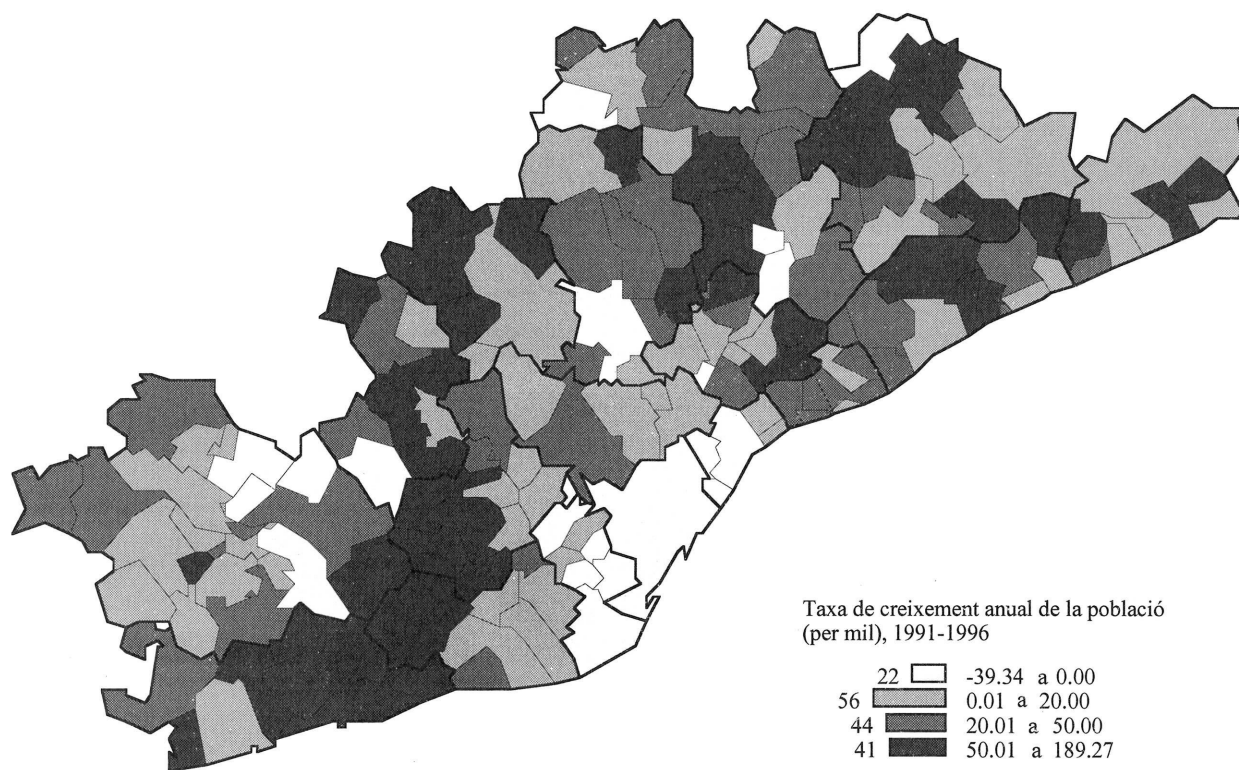 Taxa de creixement anual de la població
(per mil), 1991-1996
22 -39.34 a 0.00
56 0.01 a 20.00
44 20.01 a 50.00
41 50.01 a 189.27